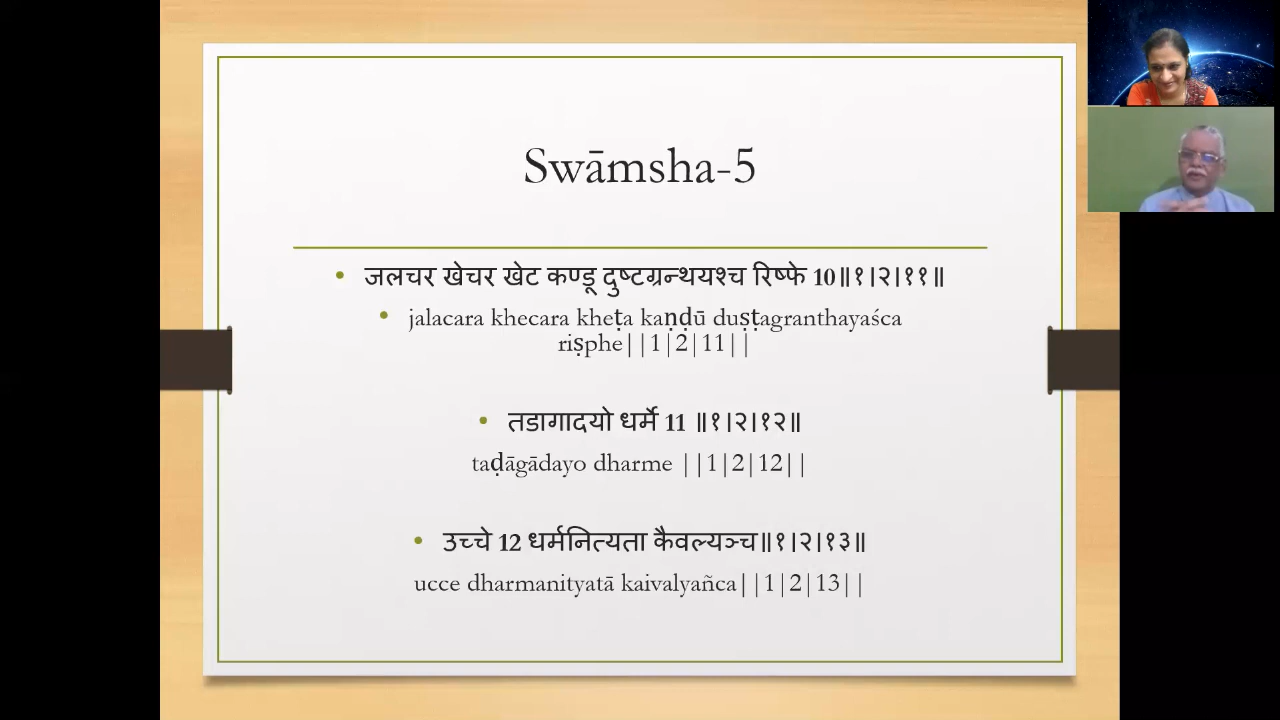 Swāmsha-5
• जलचर खेचर खेट कण्डू दुष्टग्रन्थयश्च रिष्फे 10॥१।२।११॥
• jalacara khecara kheṭa kaṇḍū duṣṭagranthayaśca
riṣphe||1|2|11||
• तडागादयो धर्मे 11 ॥१।२।१२॥
taḍāgādayo dharme ||1|2|12||
• उच्चे 12 धर्मनित्यता कैवल्यञ्च॥१।२।१३॥
ucce dharmanityatā kaivalyañca||1|2|13||